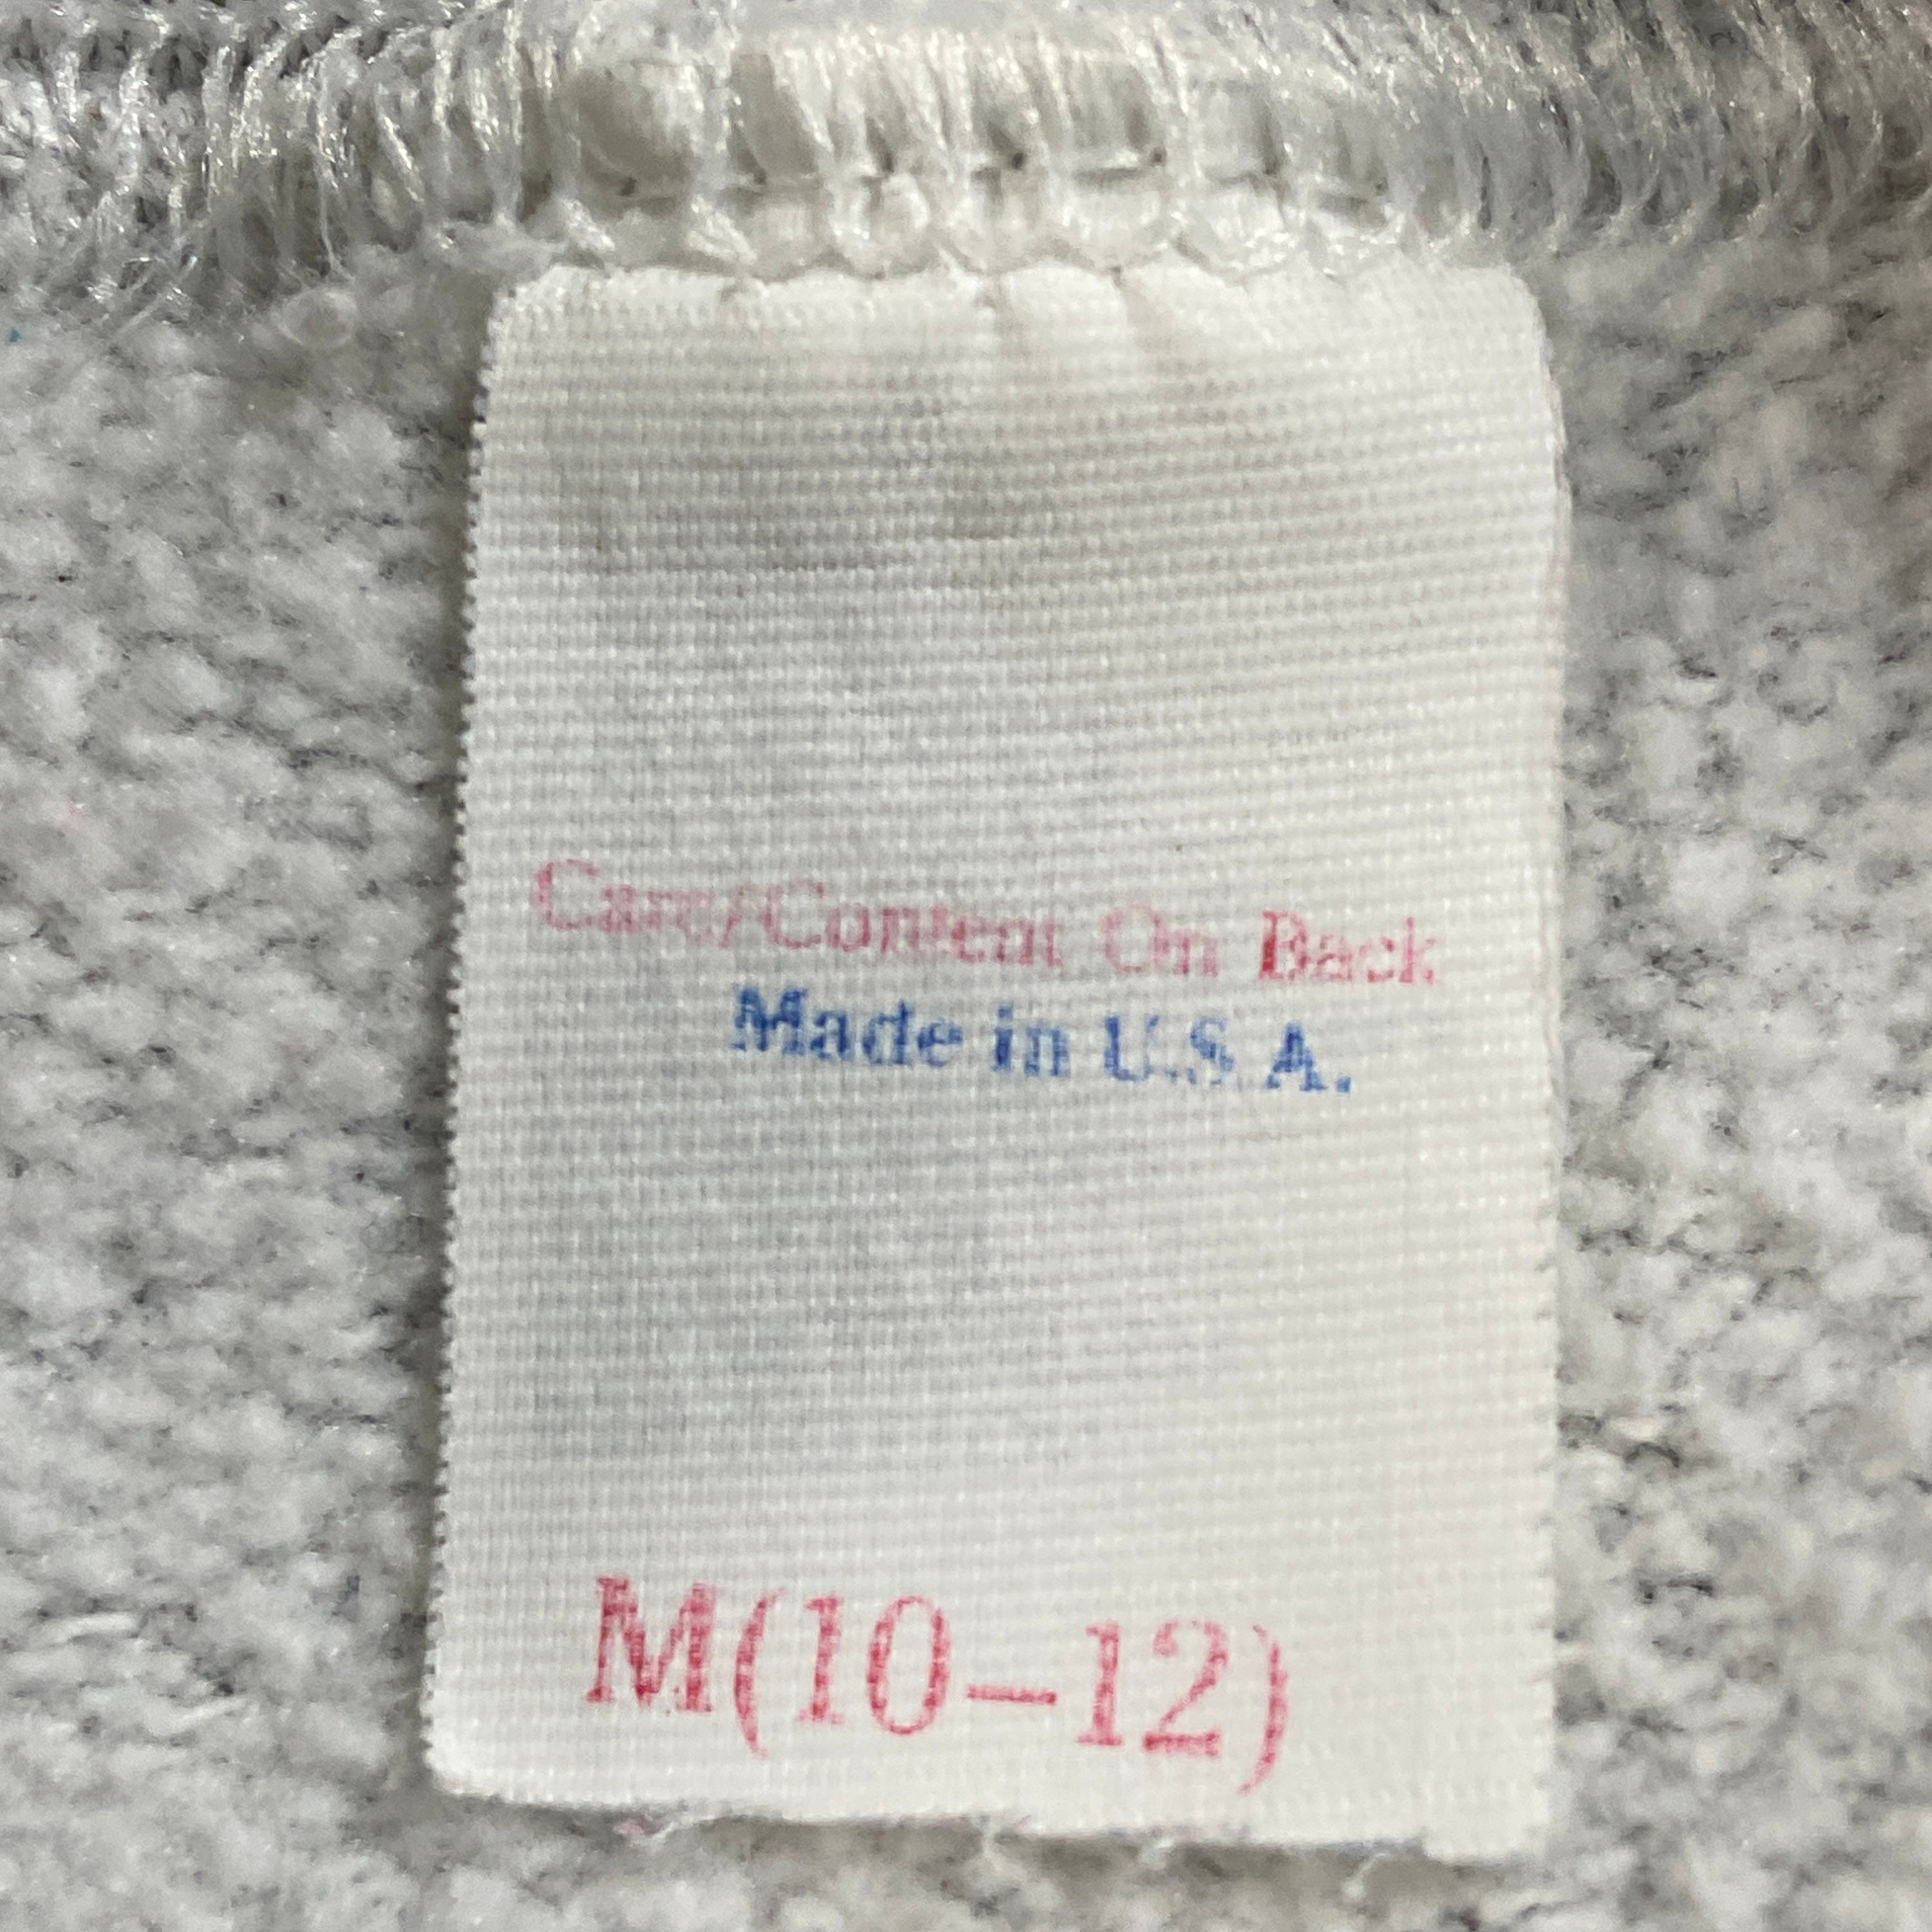 Care/Content On Back
Made in U.S.A.
M(10-12)